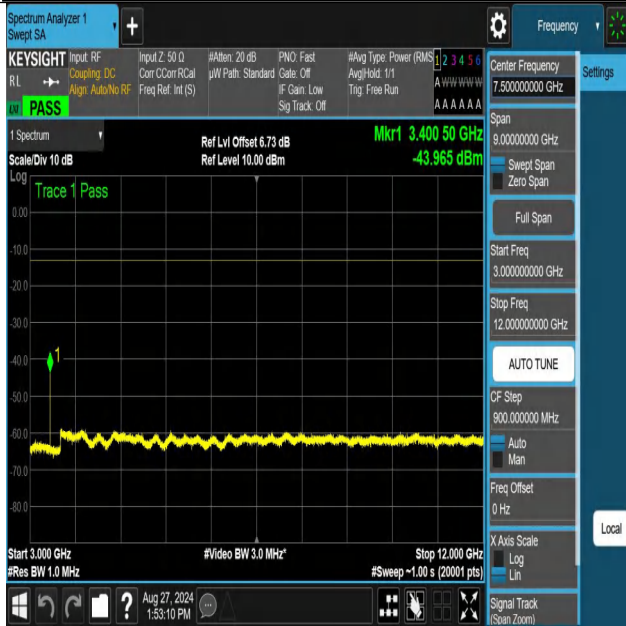 Spectrum Analyzer 1
Swept SA
+
Frequency
KEYSIGHT
RL
PASS
Input: RF
Coupling: DC
Align: Auto/No RF
Input Z: 50 Ω
Corr CCorr RCal
Freq Ref: Int (S)
#Atten: 20 dB
µW Path: Standard
PNO: Fast
Gate: Off
IF Gain: Low
Sig Track: Off
#Avg Type: Power (RMS
Avg|Hold: 1/1
Trig: Free Run
1 2 3 4 5 6
A W W W W W
A A A A A A
1 Spectrum
Scale/Div 10 dB
Ref Lvl Offset 6.73 dB
Ref Level 10.00 dBm
Mkr1 3.400 50 GHz
-43.965 dBm
Log
Trace 1 Pass
0.00
-10.0
-20.0
-30.0
-40.0
-50.0
-60.0
-70.0
-80.0
1
Start 3.000 GHz
#Res BW 1.0 MHz
#Video BW 3.0 MHz*
Stop 12.000 GHz
#Sweep ~1.00 s (20001 pts)
Aug 27, 2024
1:53:10 PM
?
Center Frequency
7.500000000 GHz
Settings
Span
9.00000000 GHz
Swept Span
Zero Span
Full Span
Start Freq
3.000000000 GHz
Stop Freq
12.000000000 GHz
AUTO TUNE
CF Step
900.000000 MHz
Auto
Man
Freq Offset
0 Hz
X Axis Scale
Log
Lin
Local
Signal Track
(Span Zoom)